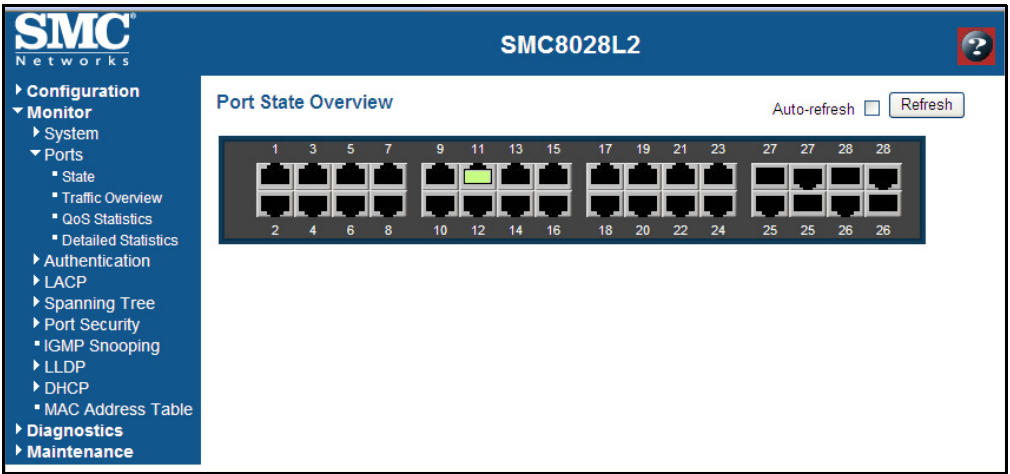 SMC®
Networks
SMC8028L2
?
Configuration
Monitor
System
Ports
State
Traffic Overview
QoS Statistics
Detailed Statistics
Authentication
LACP
Spanning Tree
Port Security
IGMP Snooping
LLDP
DHCP
MAC Address Table
Diagnostics
Maintenance
Port State Overview
Auto-refresh Refresh
1 3 5 7 9 11 13 15 17 19 21 23 27 27 28 28
2 4 6 8 10 12 14 16 18 20 22 24 25 25 26 26